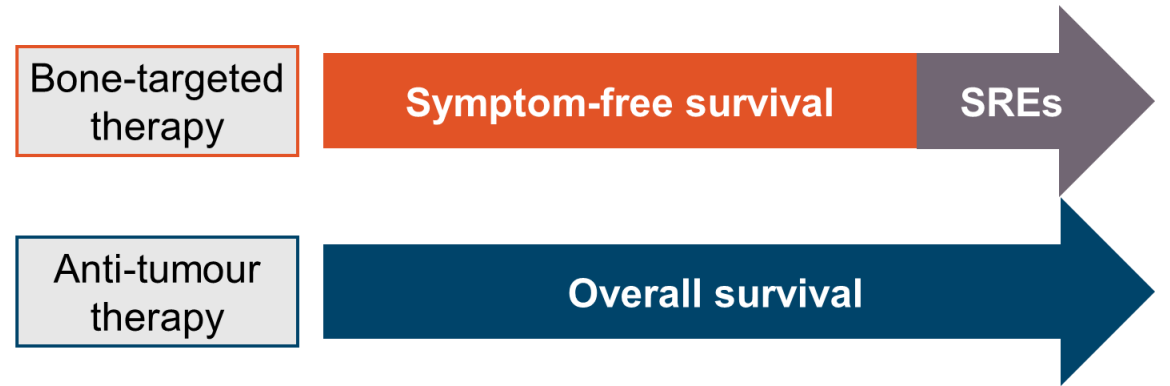 Bone-targeted
therapy
Symptom-free survival
SREs
Anti-tumour
therapy
Overall survival